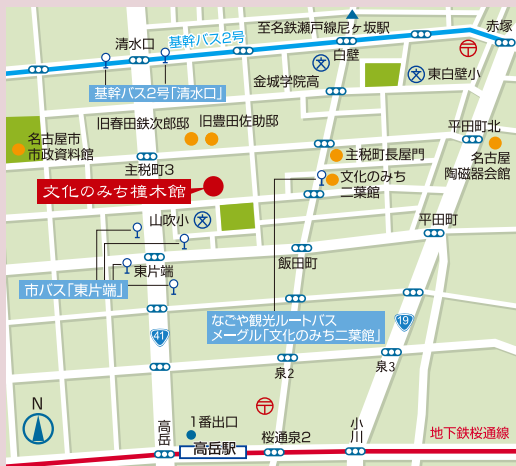 至名鉄瀬戸線尼ヶ坂駅
赤塚
清水口
基幹バス2号
白壁
金城学院高
文
文
東白壁小
基幹バス2号「清水口」
旧春田鉄次郎邸
旧豊田佐助邸
平田町北
名古屋市
市政資料館
主税町3
主税町長屋門
名古屋
陶磁器会館
文化のみち橦木館
文化のみち
二葉館
山吹小
文
平田町
東片端
飯田町
市バス「東片端」
なごや観光ルートバス
メーグル「文化のみち二葉館」
41
19
泉2
泉3
N
高岳
1番出口
高岳駅
桜通泉2
小川
地下鉄桜通線